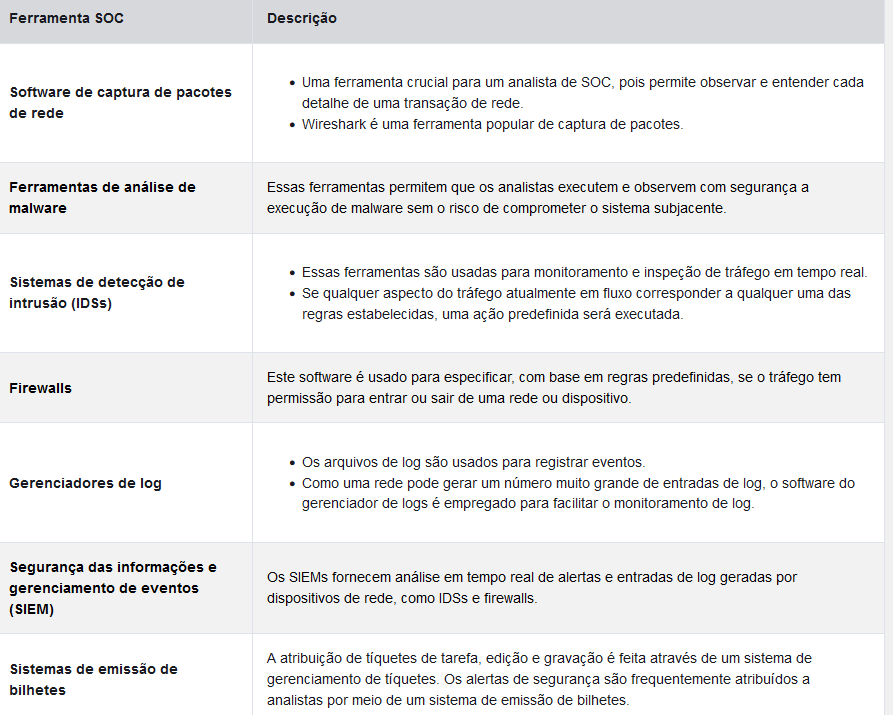 Ferramenta SOC
Descrição
Software de captura de pacotes
de rede
• Uma ferramenta crucial para um analista de SOC, pois permite observar e entender cada
detalhe de uma transação de rede.
• Wireshark é uma ferramenta popular de captura de pacotes.
Ferramentas de análise de
malware
Essas ferramentas permitem que os analistas executem e observem com segurança a
execução de malware sem o risco de comprometer o sistema subjacente.
Sistemas de detecção de
intrusão (IDSs)
• Essas ferramentas são usadas para monitoramento e inspeção de tráfego em tempo real.
• Se qualquer aspecto do tráfego atualmente em fluxo corresponder a qualquer uma das
regras estabelecidas, uma ação predefinida será executada.
Firewalls
Este software é usado para especificar, com base em regras predefinidas, se o tráfego tem
permissão para entrar ou sair de uma rede ou dispositivo.
Gerenciadores de log
• Os arquivos de log são usados para registrar eventos.
• Como uma rede pode gerar um número muito grande de entradas de log, o software do
gerenciador de logs é empregado para facilitar o monitoramento de log.
Segurança das informações e
gerenciamento de eventos
(SIEM)
Os SIEMs fornecem análise em tempo real de alertas e entradas de log geradas por
dispositivos de rede, como IDSs e firewalls.
Sistemas de emissão de
bilhetes
A atribuição de tíquetes de tarefa, edição e gravação é feita através de um sistema de
gerenciamento de tíquetes. Os alertas de segurança são frequentemente atribuídos a
analistas por meio de um sistema de emissão de bilhetes.